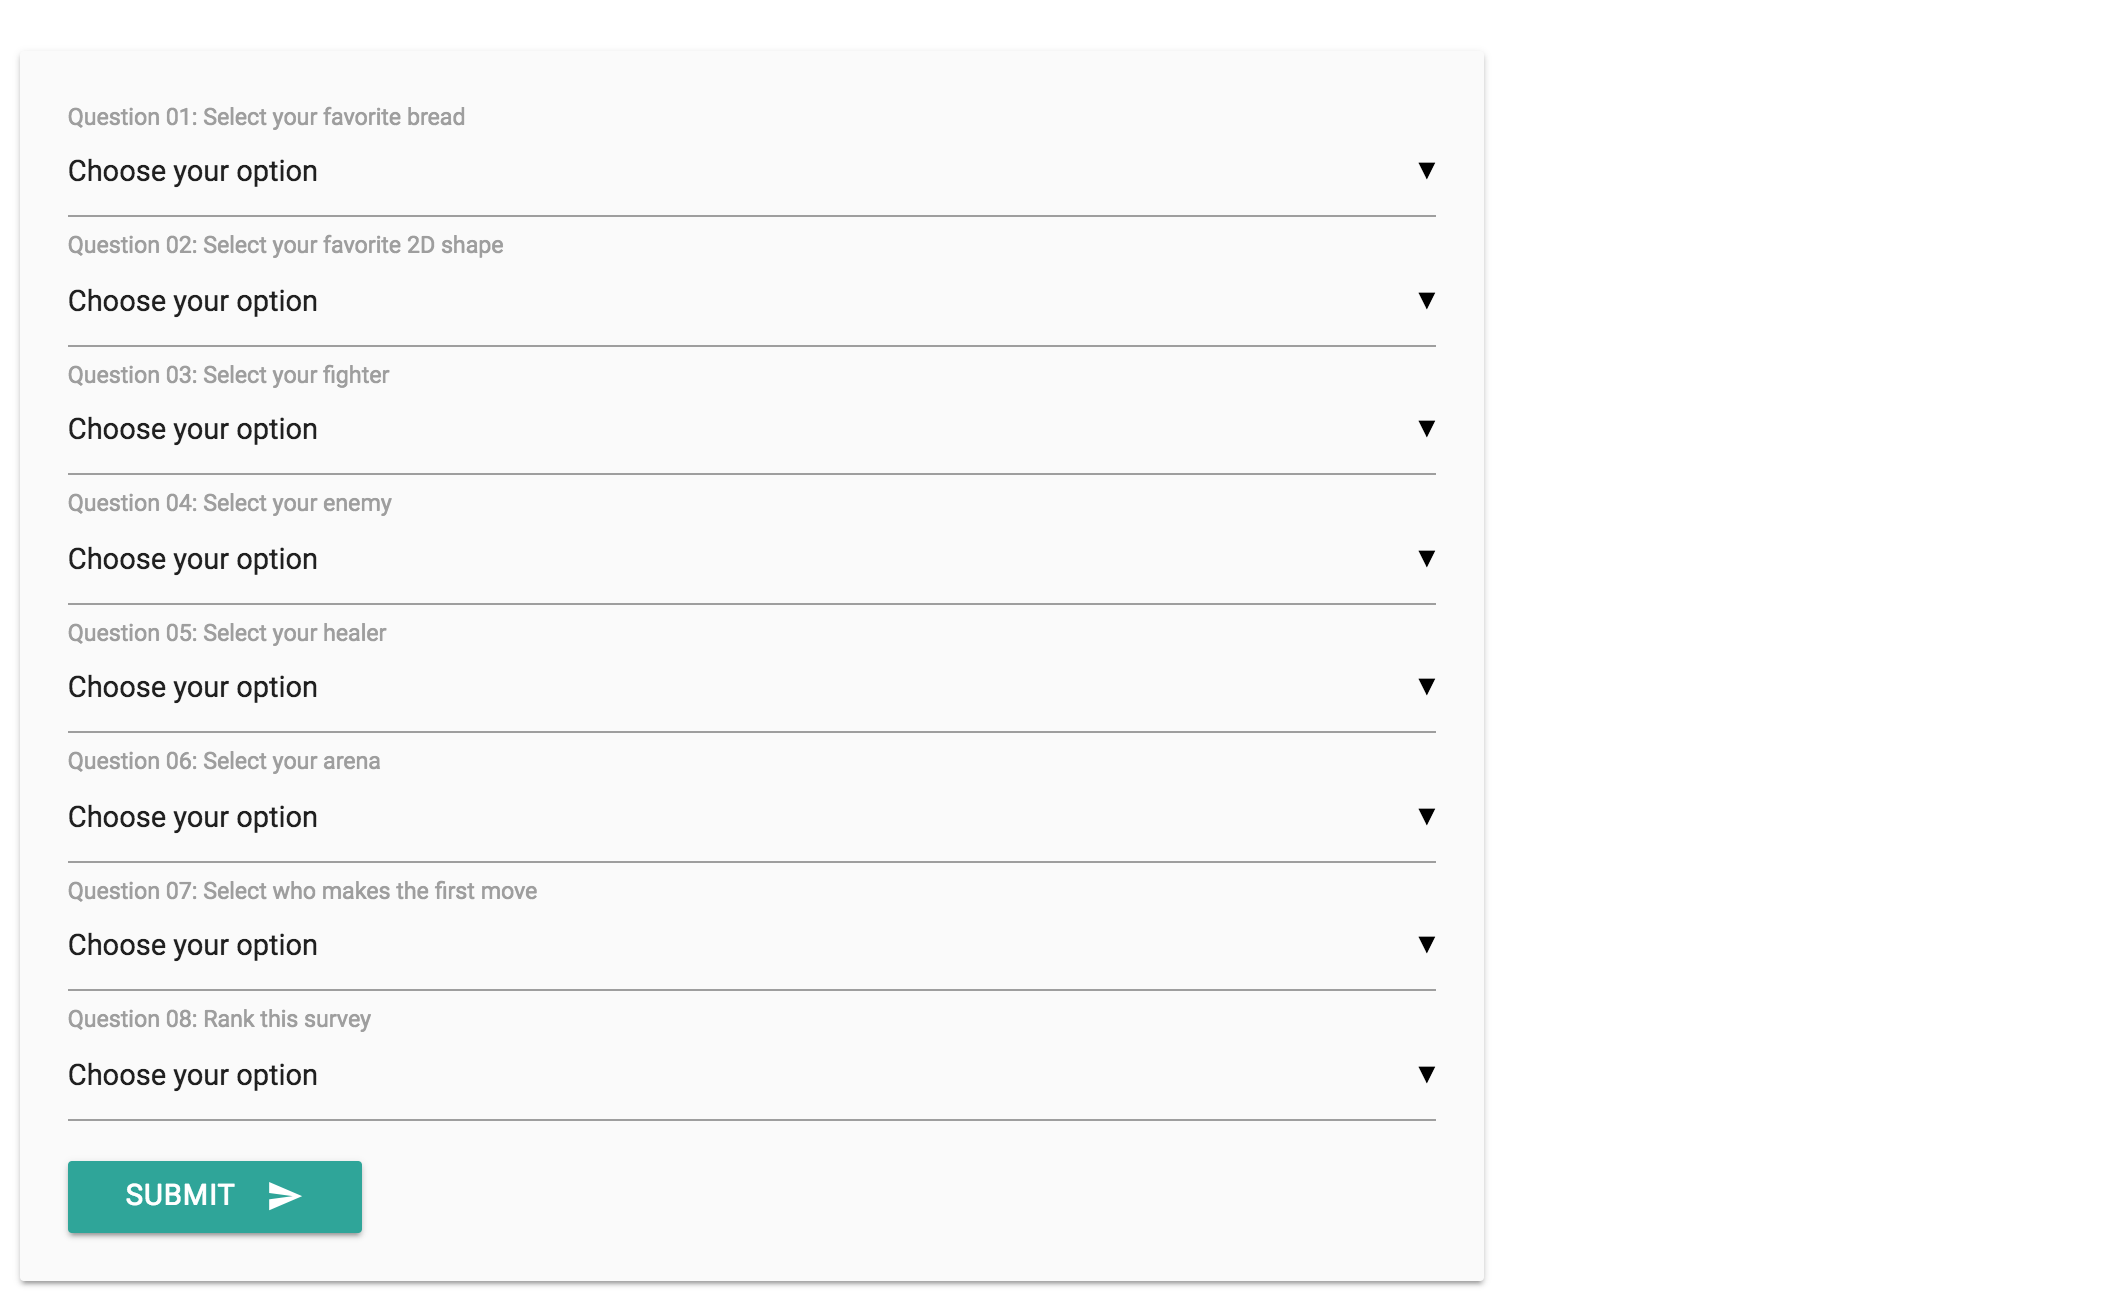 Question 01: Select your favorite bread
Choose your option
Question 02: Select your favorite 2D shape
Choose your option
Question 03: Select your fighter
Choose your option
Question 04: Select your enemy
Choose your option
Question 05: Select your healer
Choose your option
Question 06: Select your arena
Choose your option
Question 07: Select who makes the first move
Choose your option
Question 08: Rank this survey
Choose your option
SUBMIT